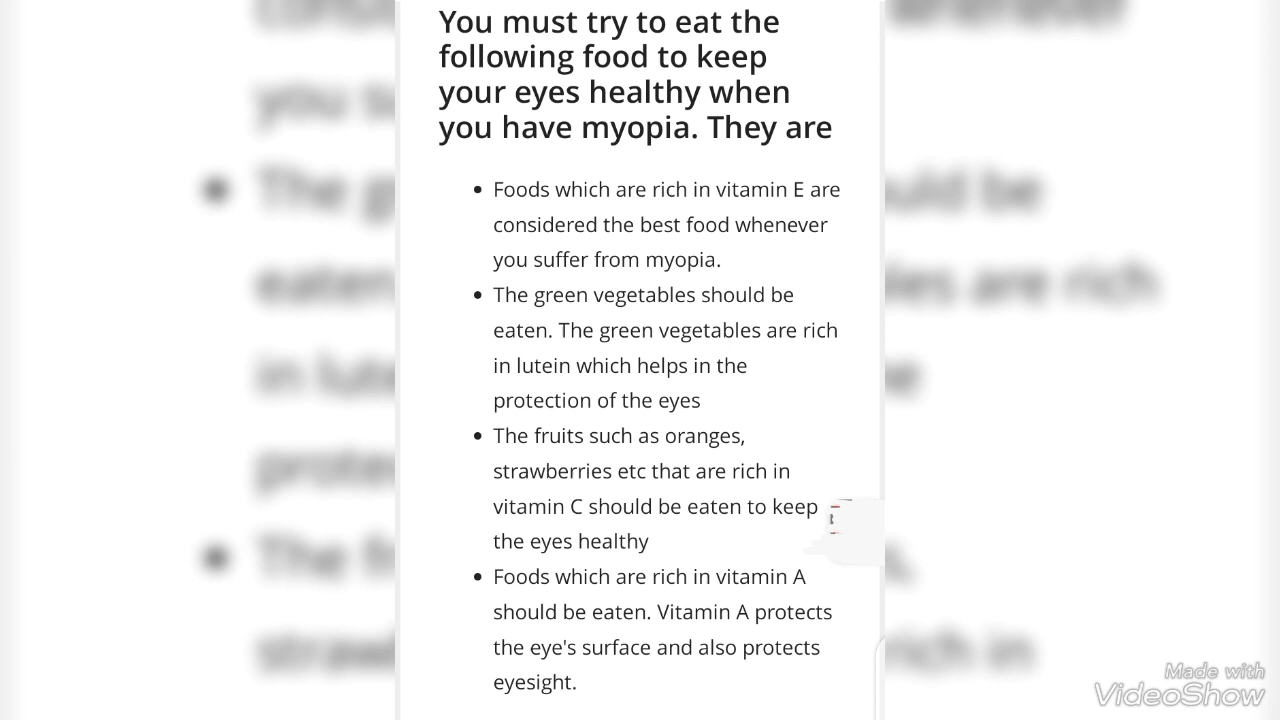 You must try to eat the
following food to keep
your eyes healthy when
you have myopia. They are
Foods which are rich in vitamin E are
considered the best food whenever
you suffer from myopia.
The green vegetables should be
eaten. The green vegetables are rich
in lutein which helps in the
protection of the eyes
The fruits such as oranges,
strawberries etc that are rich in
vitamin C should be eaten to keep
the eyes healthy
Foods which are rich in vitamin A
should be eaten. Vitamin A protects
the eye's surface and also protects
eyesight.
Made with
VideoShow